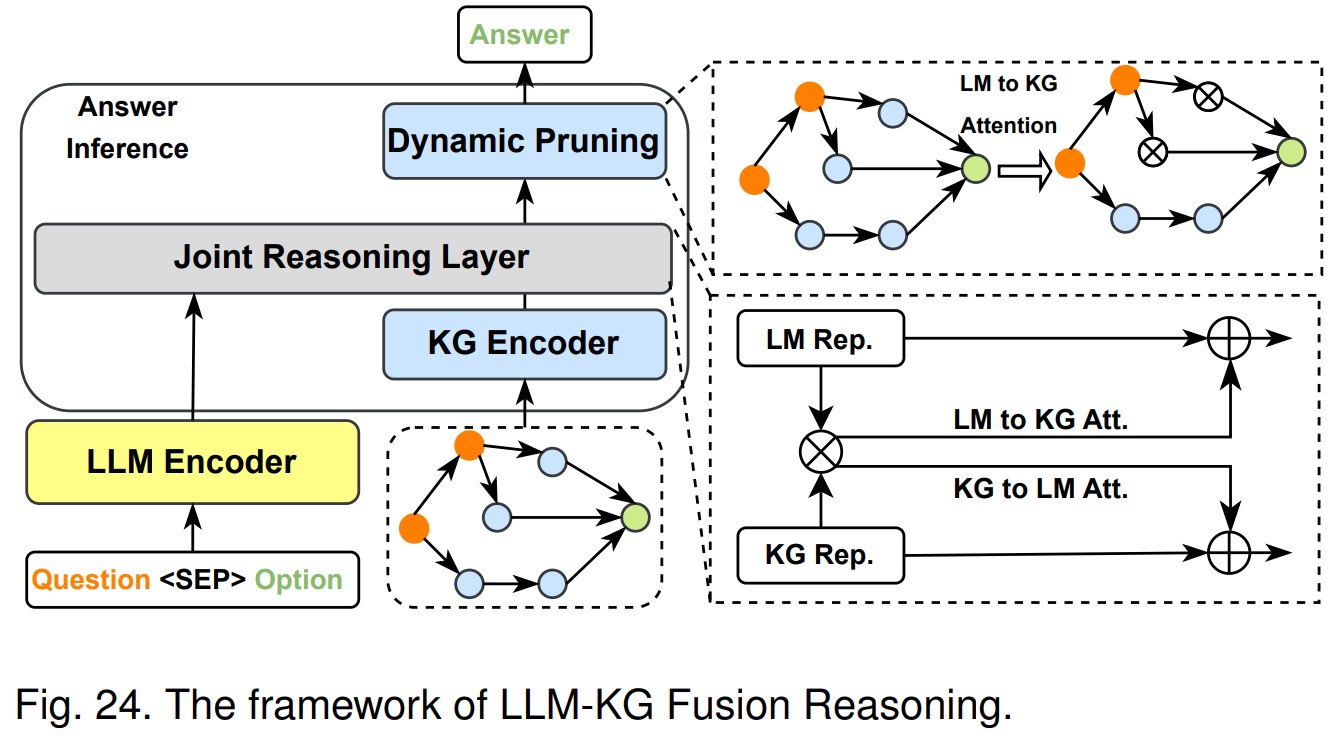 Answer
Answer
Inference
Dynamic Pruning
Joint Reasoning Layer
KG Encoder
LLM Encoder
Question <SEP> Option
LM to KG
Attention
LM Rep.
LM to KG Att.
KG to LM Att.
KG Rep.
Fig. 24. The framework of LLM-KG Fusion Reasoning.